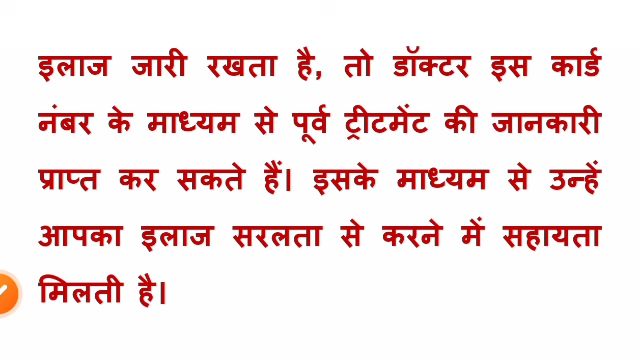 इलाज जारी रखता है, तो डॉक्टर इस कार्ड
नंबर के माध्यम से पूर्व ट्रीटमेंट की जानकारी
प्राप्त कर सकते हैं। इसके माध्यम से उन्हें
आपका इलाज सरलता से करने में सहायता
मिलती है।